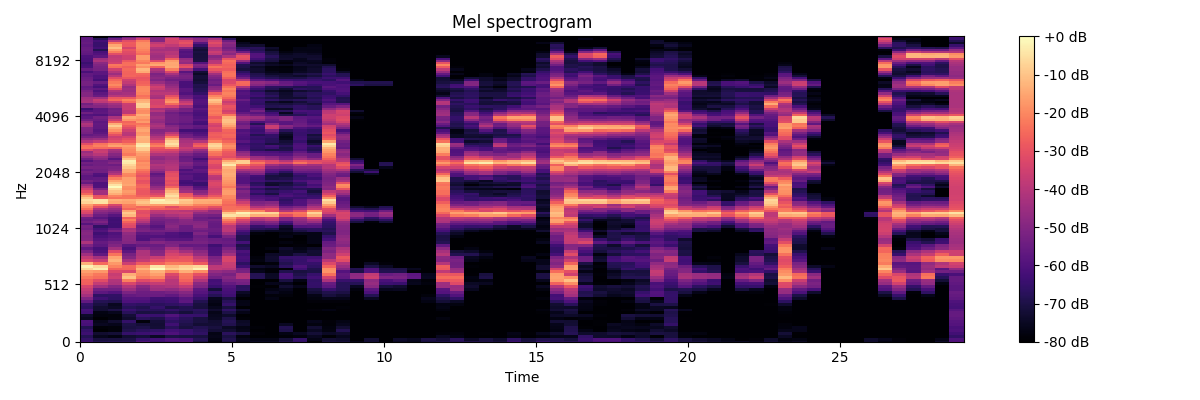 Mel spectrogram
8192
4096
2048
1024
512
0
Hz
0 5 10 15 20 25
Time
+0 dB
-10 dB
-20 dB
-30 dB
-40 dB
-50 dB
-60 dB
-70 dB
-80 dB